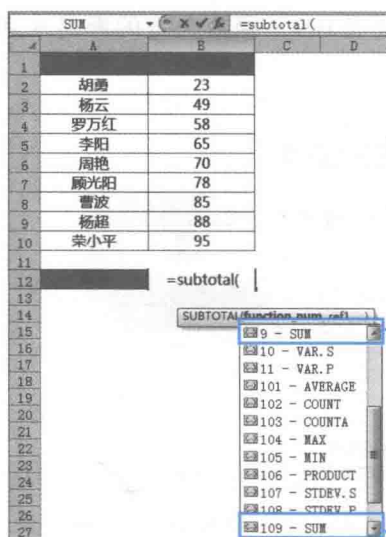 SUM =subtotal(
A B C D
1
2 胡勇 23
3 杨云 49
4 罗万红 58
5 李阳 65
6 周艳 70
7 顾光阳 78
8 曹波 85
9 杨超 88
10 荣小平 95
11
12 =subtotal(
13
14 SUBTOTAL(function_num, ref1, ...)
15 9 - SUM
16 10 - VAR.S
17 11 - VAR.P
18 101 - AVERAGE
19 102 - COUNT
20 103 - COUNTA
21 104 - MAX
22 105 - MIN
23 106 - PRODUCT
24 107 - STDEV.S
25 108 - STDEV.P
26
27 109 - SUM